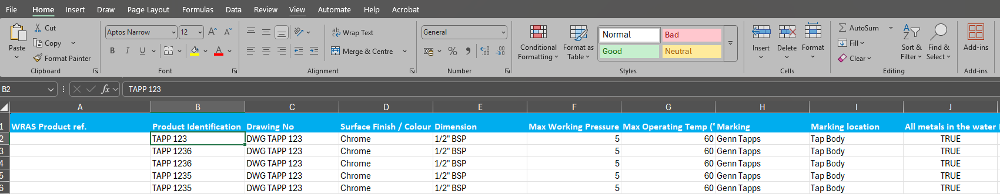 File Home Insert Draw Page Layout Formulas Data Review View Automate Help Acrobat
Paste
Cut
Copy
Format Painter
Clipboard
Aptos Narrow 12 A A
B I U A
Font
ab Wrap Text
Merge & Centre
Alignment
General
% 9
Number
Conditional Formatting
Format as Table
Normal Bad
Good Neutral
Styles
Insert Delete Format
Cells
AutoSum
Fill
Clear
Sort & Filter
Find & Select
Editing
Add-ins
Add-ins
B2 fx TAPP 123
A B C D E F G H I J
1 WRAS Product ref. Product Identification Drawing No Surface Finish / Colour Dimension Max Working Pressure Max Operating Temp (° Marking Marking location All metals in the water
2 TAPP 123 DWG TAPP 123 Chrome 1/2" BSP 5 60 Genn Tapps Tap Body TRUE
3 TAPP 1236 DWG TAPP 123 Chrome 1/2" BSP 5 60 Genn Tapps Tap Body TRUE
4 TAPP 1236 DWG TAPP 123 Chrome 1/2" BSP 5 60 Genn Tapps Tap Body TRUE
5 TAPP 1235 DWG TAPP 123 Chrome 1/2" BSP 5 60 Genn Tapps Tap Body TRUE
6 TAPP 1235 DWG TAPP 123 Chrome 1/2" BSP 5 60 Genn Tapps Tap Body TRUE